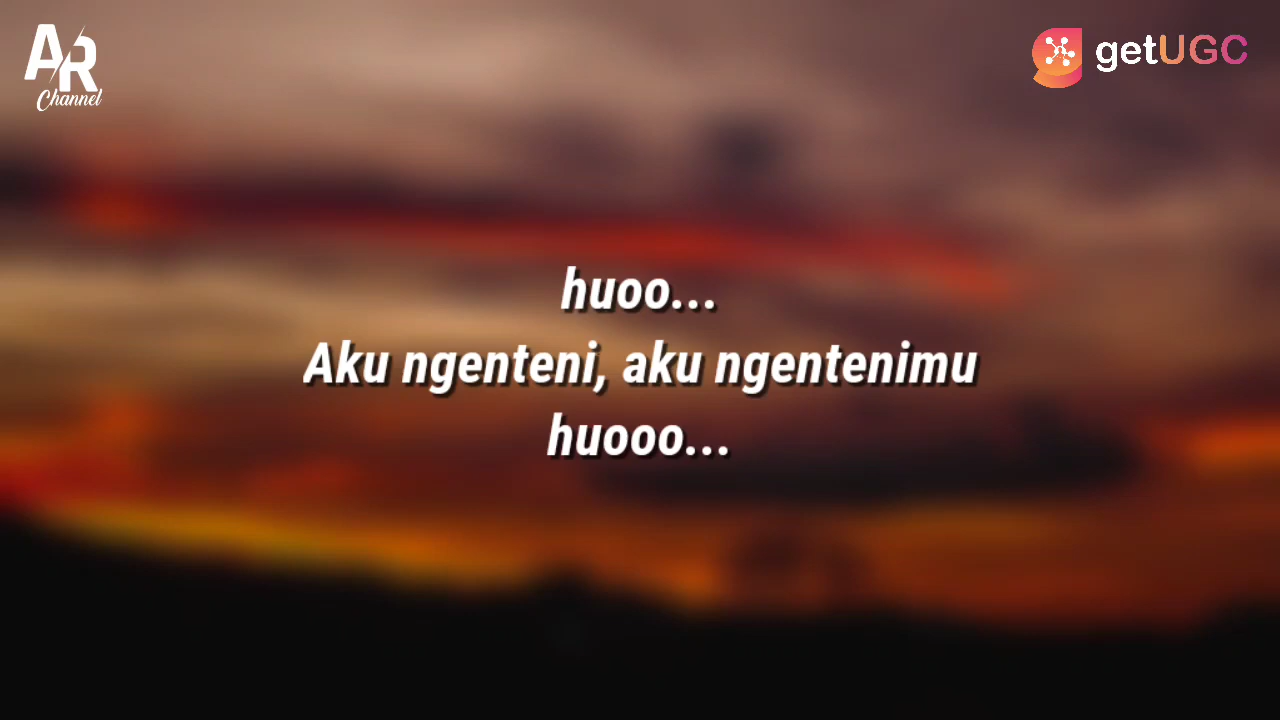 AR
Channel
getUGC
huoo...
Aku ngenteni, aku ngentenimu
huooo...